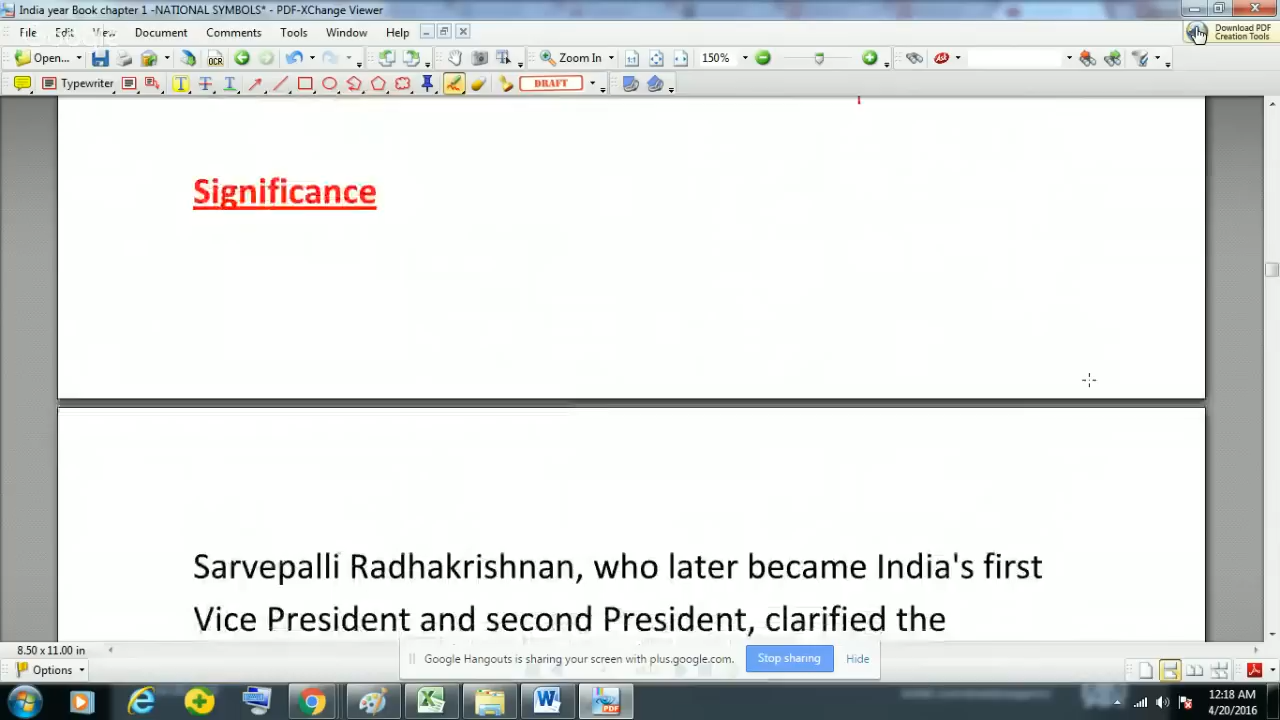 India year Book chapter 1 -NATIONAL SYMBOLS* - PDF-XChange Viewer
File Edit View Document Comments Tools Window Help
Download PDF
Creation Tools
Open...
OCR
Zoom In
150%
Ask
Typewriter
DRAFT
Significance
Sarvepalli Radhakrishnan, who later became India's first
Vice President and second President, clarified the
8.50 x 11.00 in
Google Hangouts is sharing your screen with plus.google.com.
Stop sharing
Hide
Options
PDF
12:18 AM
4/20/2016